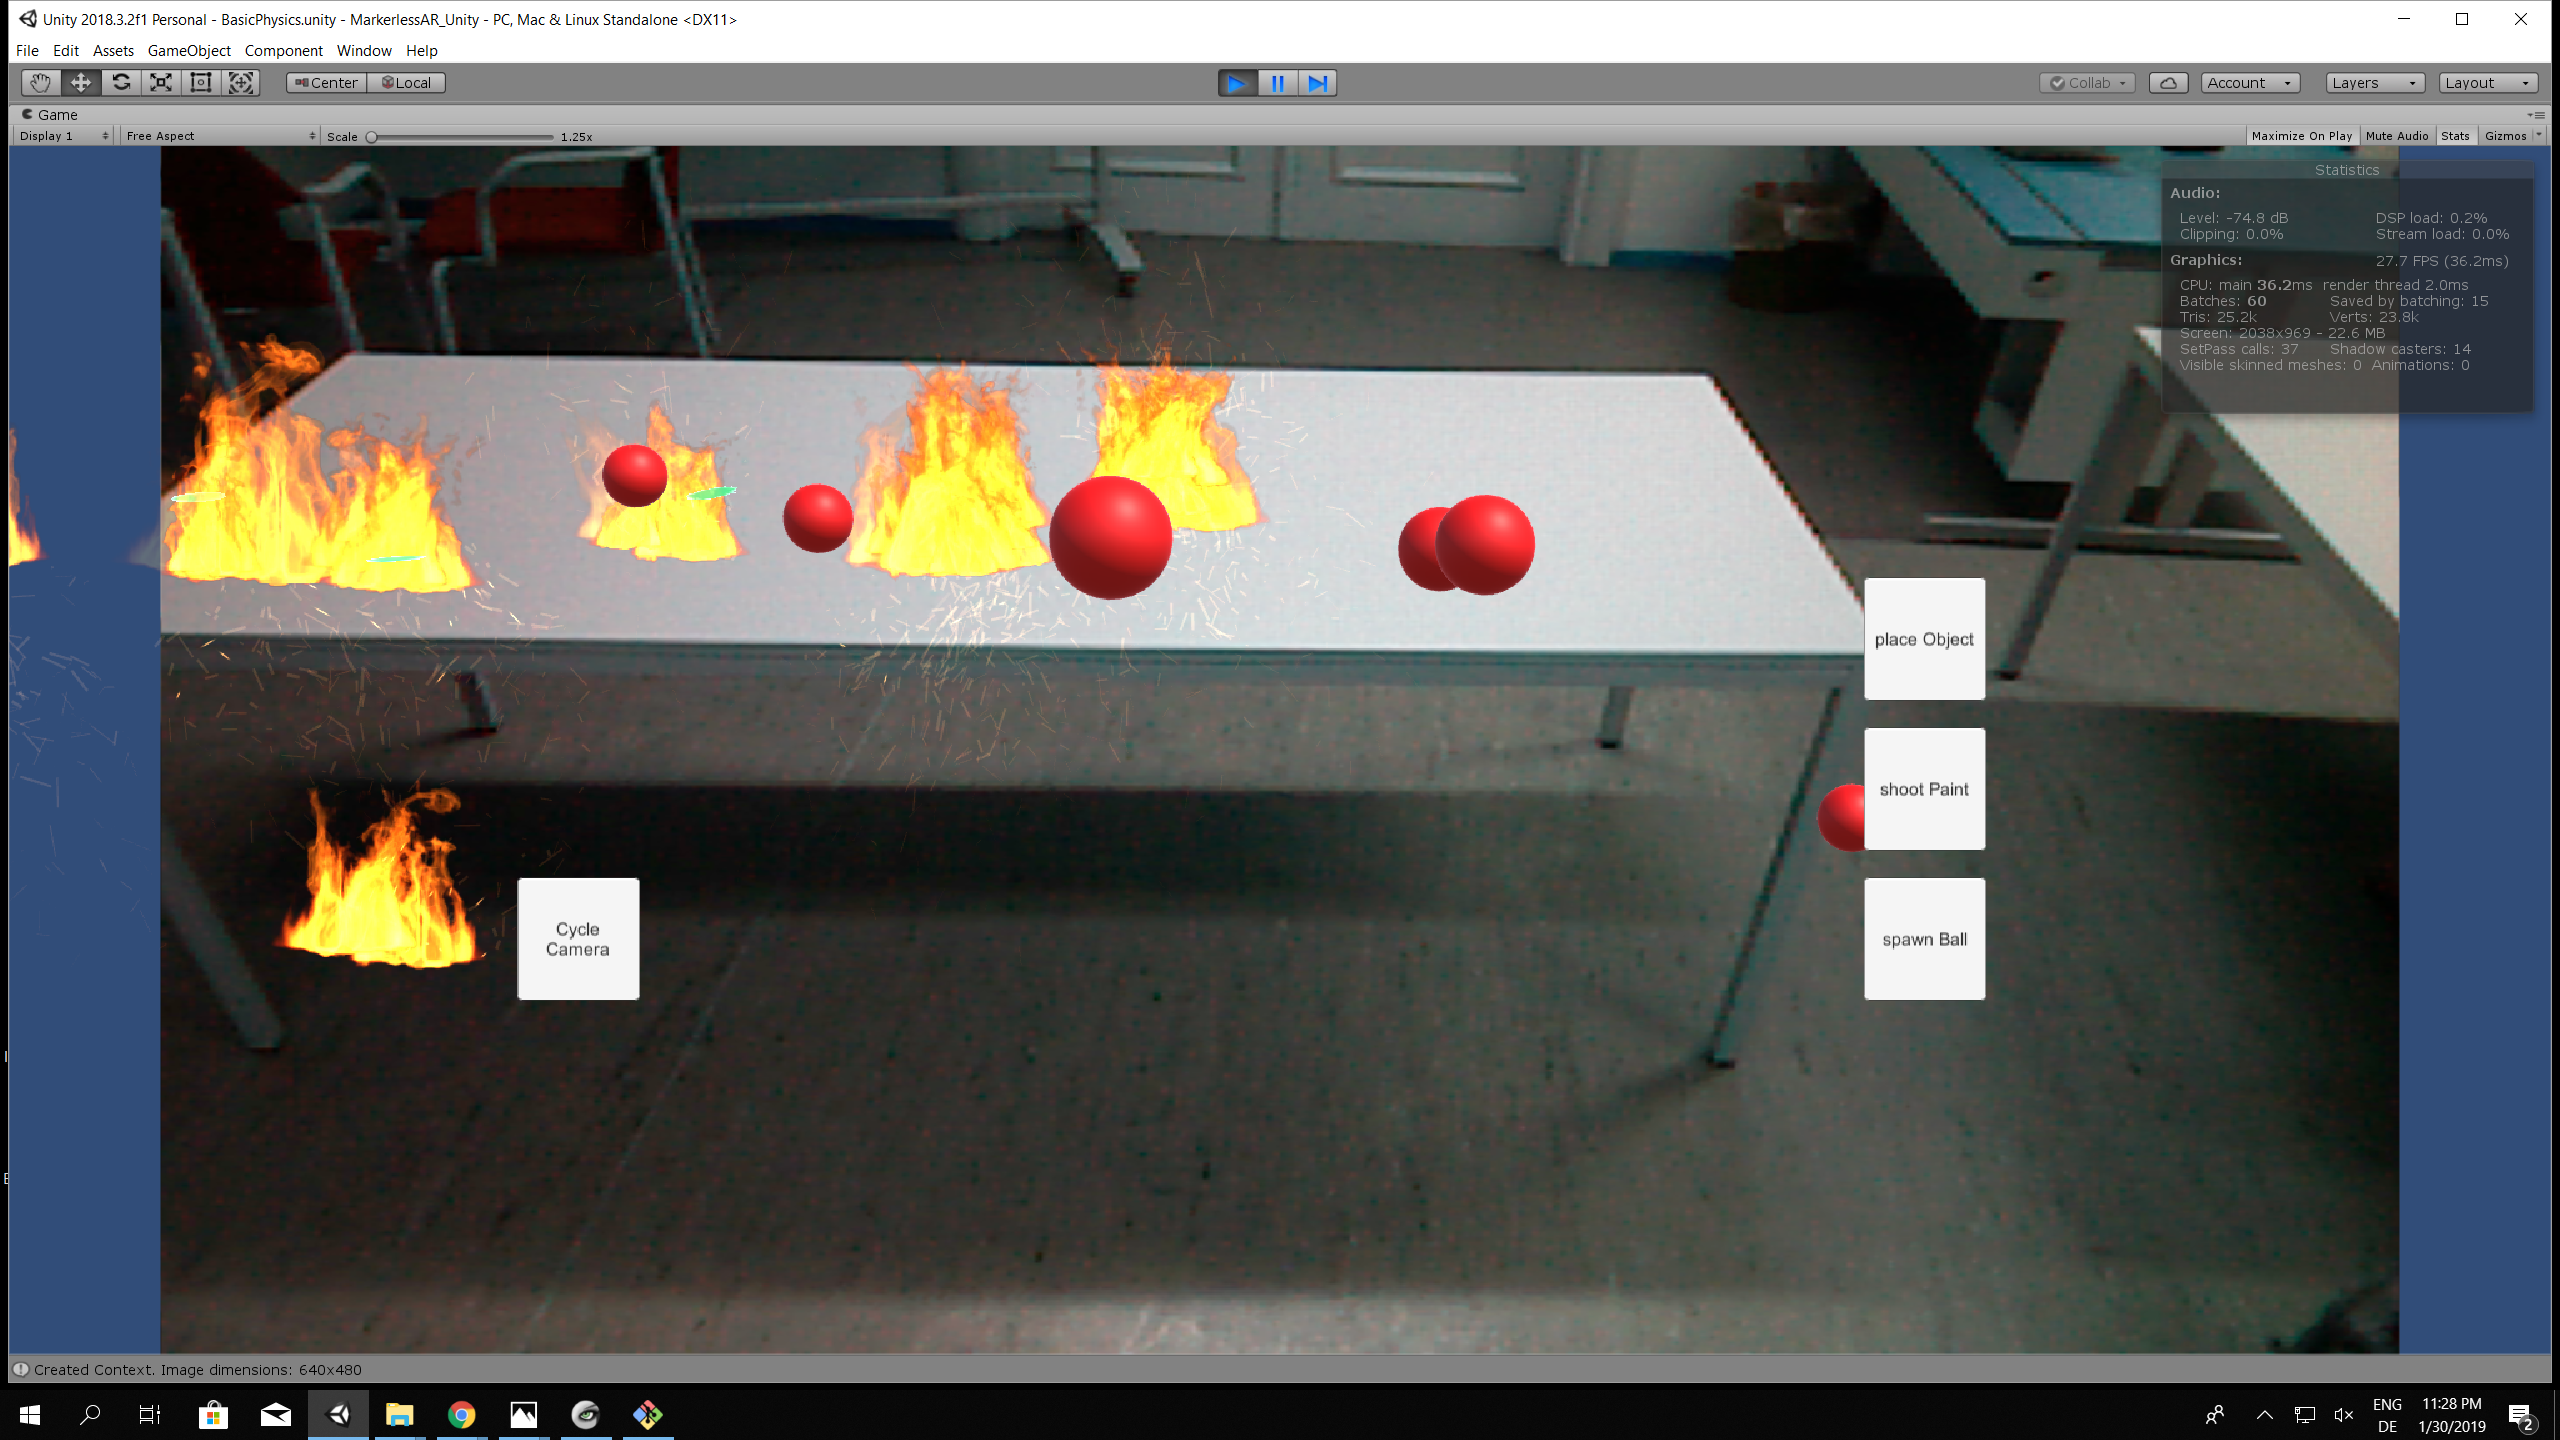 Unity 2018.3.2f1 Personal - BasicPhysics.unity - MarkerlessAR_Unity - PC, Mac & Linux Standalone <DX11>
File Edit Assets GameObject Component Window Help
Center Local Collab Account Layers Layout
Game
Display 1 Free Aspect Scale 1.25x Maximize On Play Mute Audio Stats Gizmos
Statistics
Audio:
Level: -74.8 dB DSP load: 0.2%
Clipping: 0.0% Stream load: 0.0%
Graphics: 27.7 FPS (36.2ms)
CPU: main 36.2ms render thread 2.0ms
Batches: 60 Saved by batching: 15
Tris: 25.2k Verts: 23.8k
Screen: 2038x969 - 22.6 MB
SetPass calls: 37 Shadow casters: 14
Visible skinned meshes: 0 Animations: 0
place Object
shoot Paint
Cycle
Camera
spawn Ball
Created Context. Image dimensions: 640x480
ENG 11:28 PM
DE 1/30/2019 2